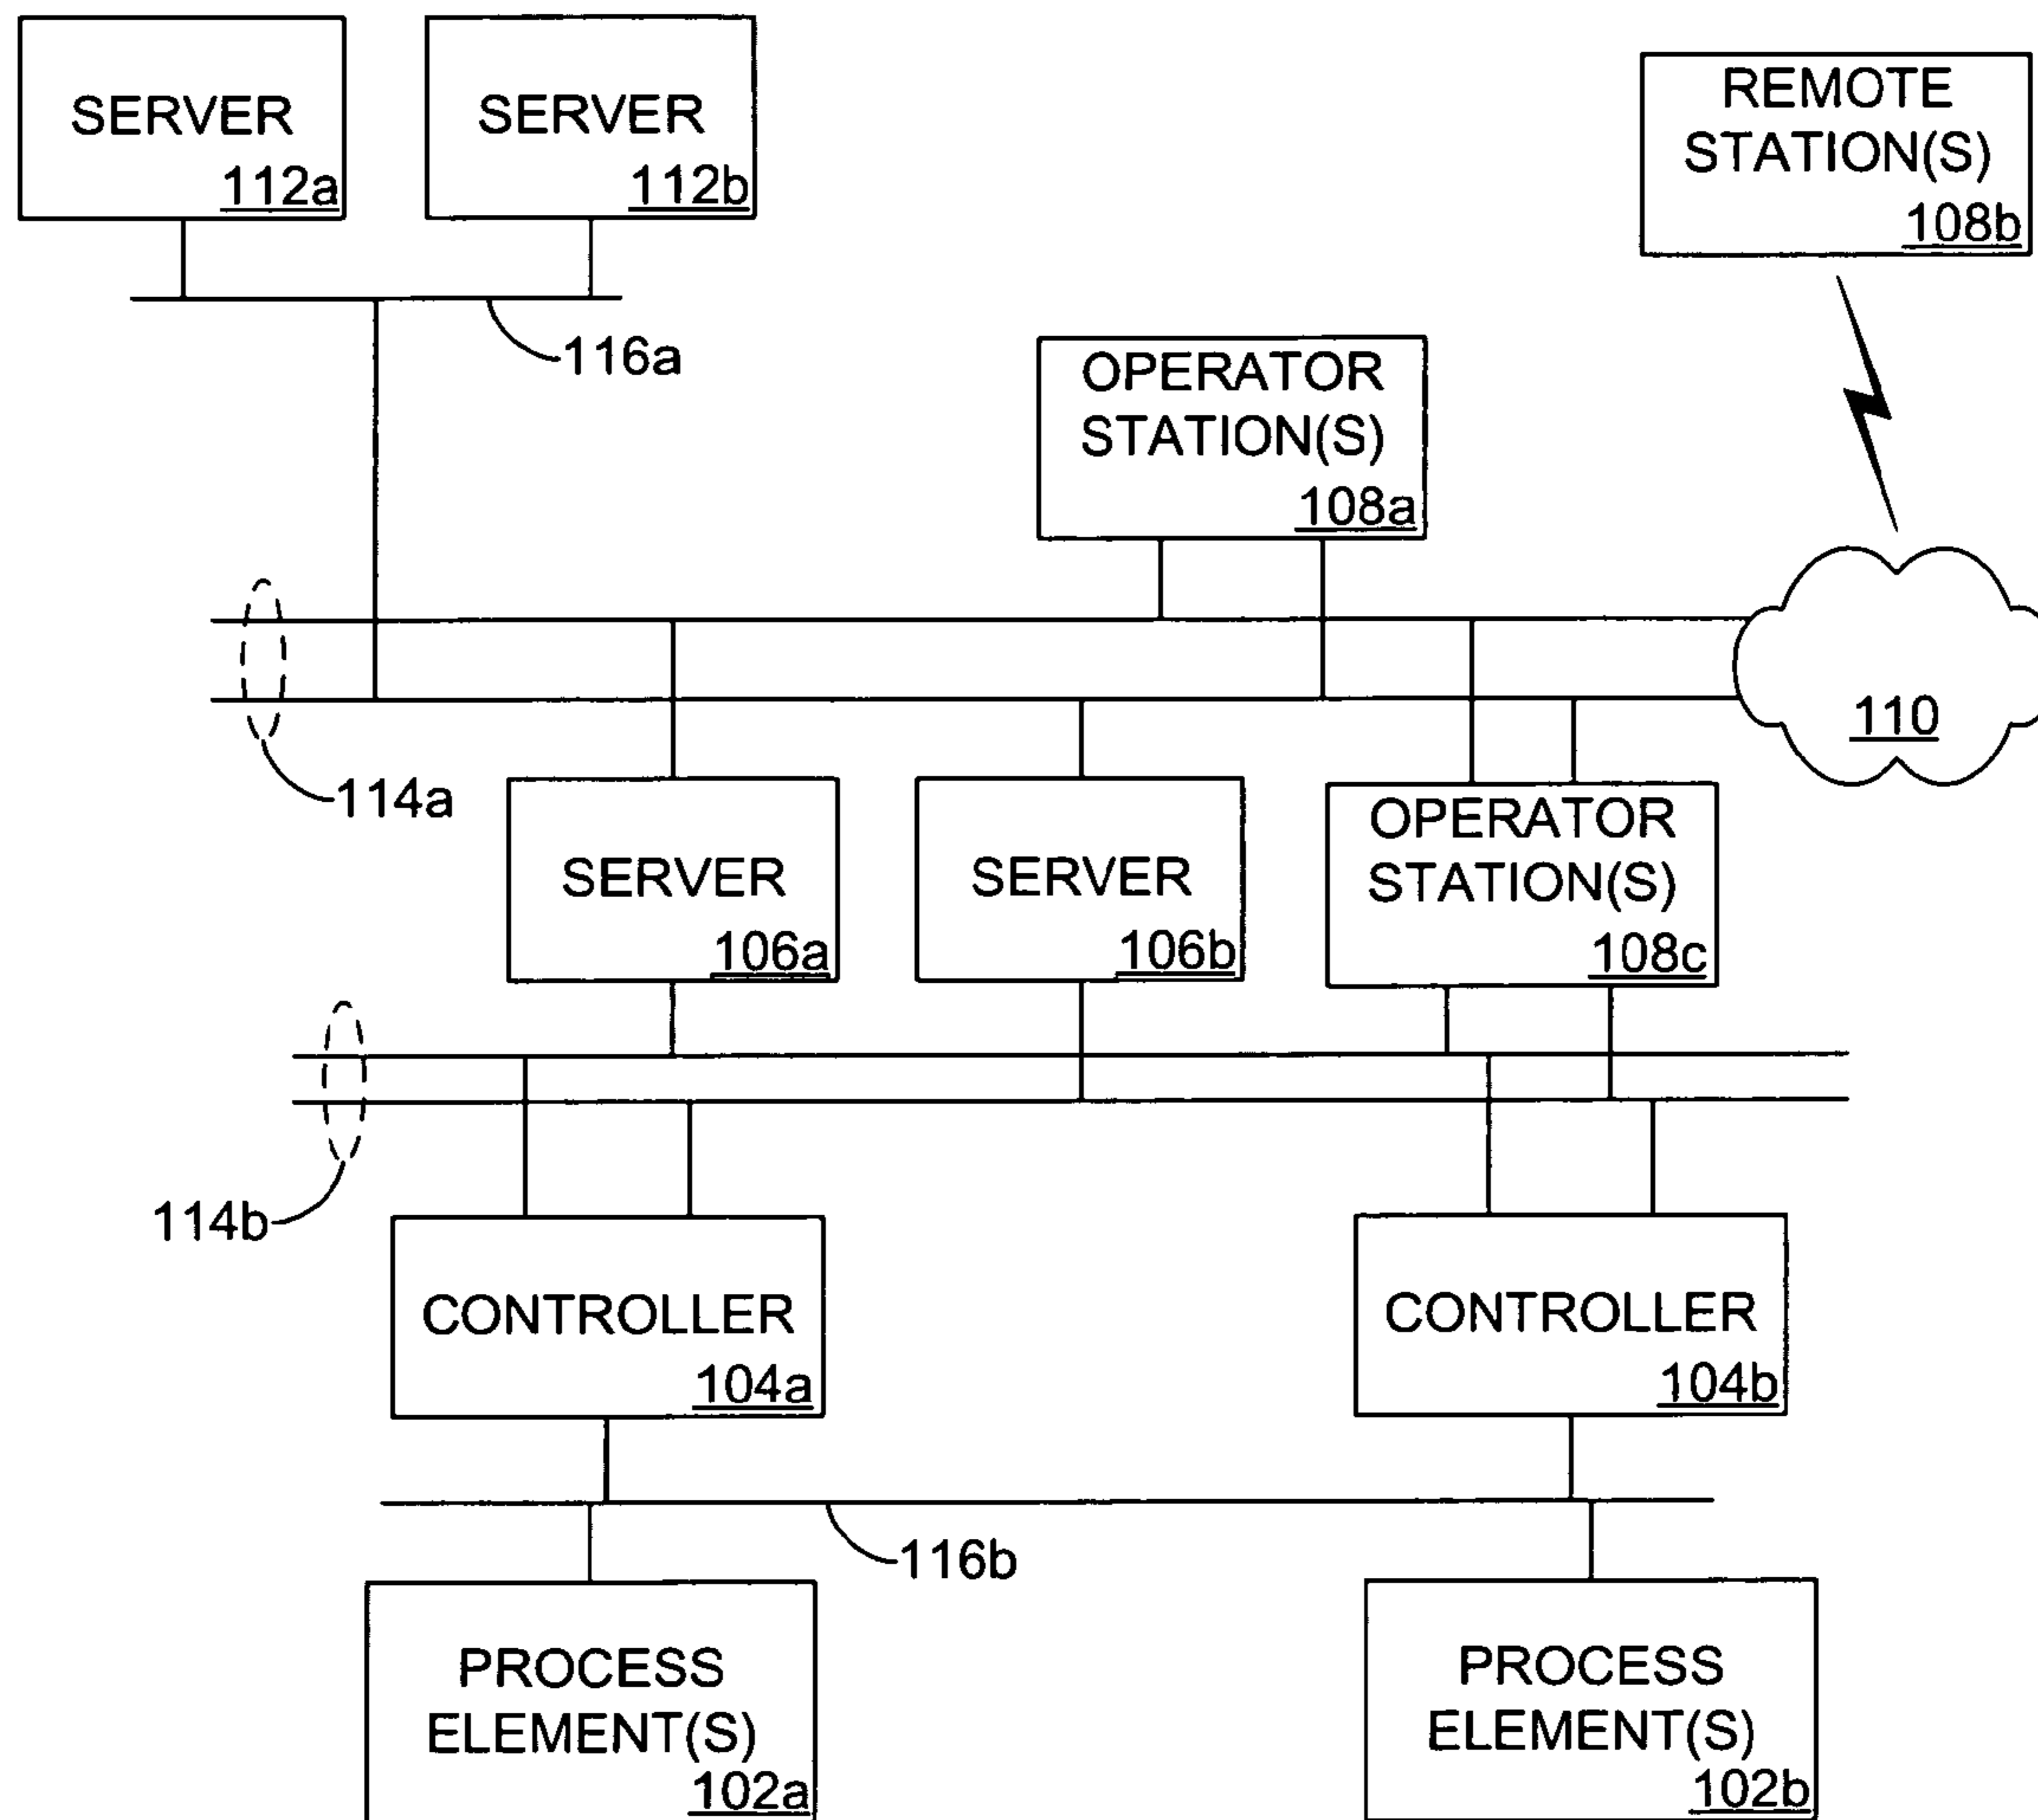 SERVER
112a
SERVER
112b
REMOTE
STATION(S)
108b
116a
OPERATOR
STATION(S)
108a
110
114a
SERVER
106a
SERVER
106b
OPERATOR
STATION(S)
108c
114b
CONTROLLER
104a
CONTROLLER
104b
116b
PROCESS
ELEMENT(S)
102a
PROCESS
ELEMENT(S)
102b